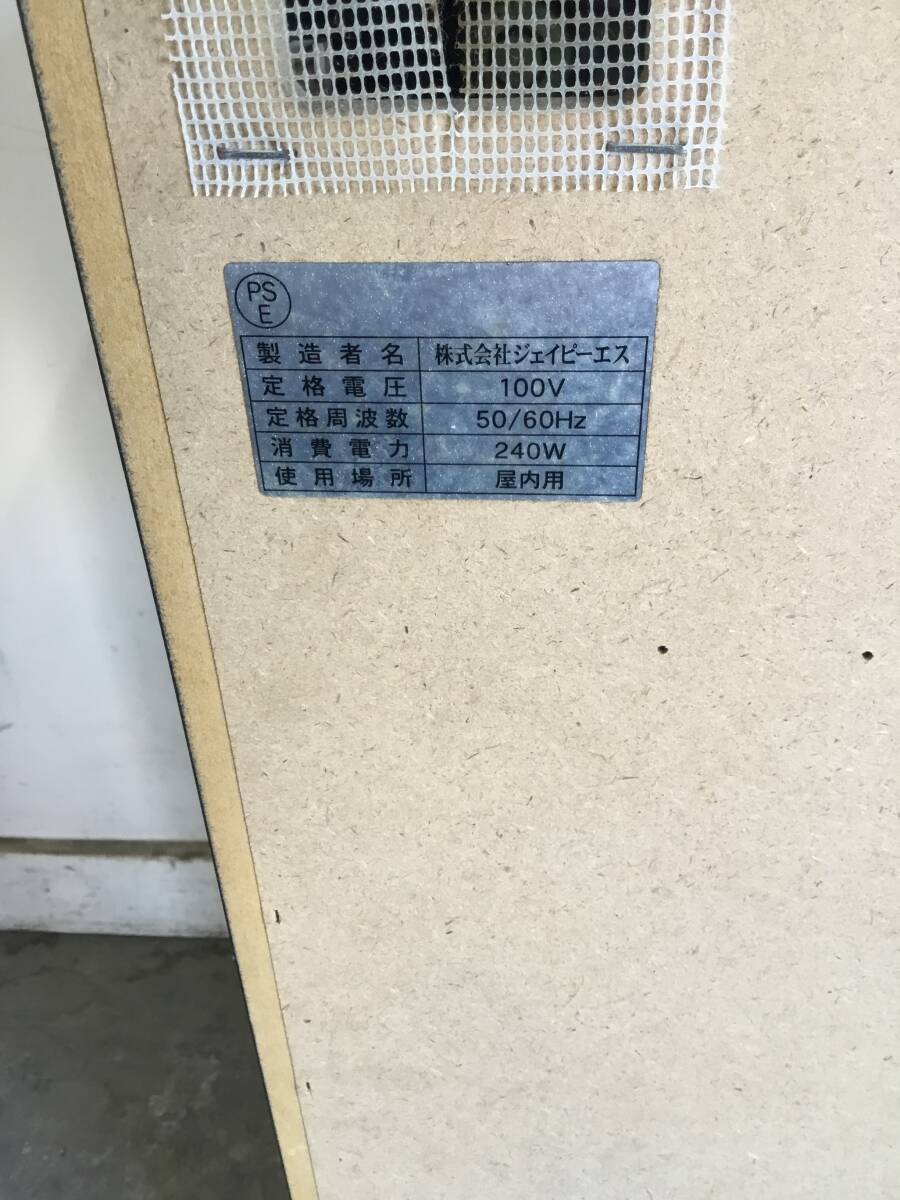 PS
E
製造者名 株式会社ジェイピーエス
定格電圧 100V
定格周波数 50/60Hz
消費電力 240W
使用場所 屋内用